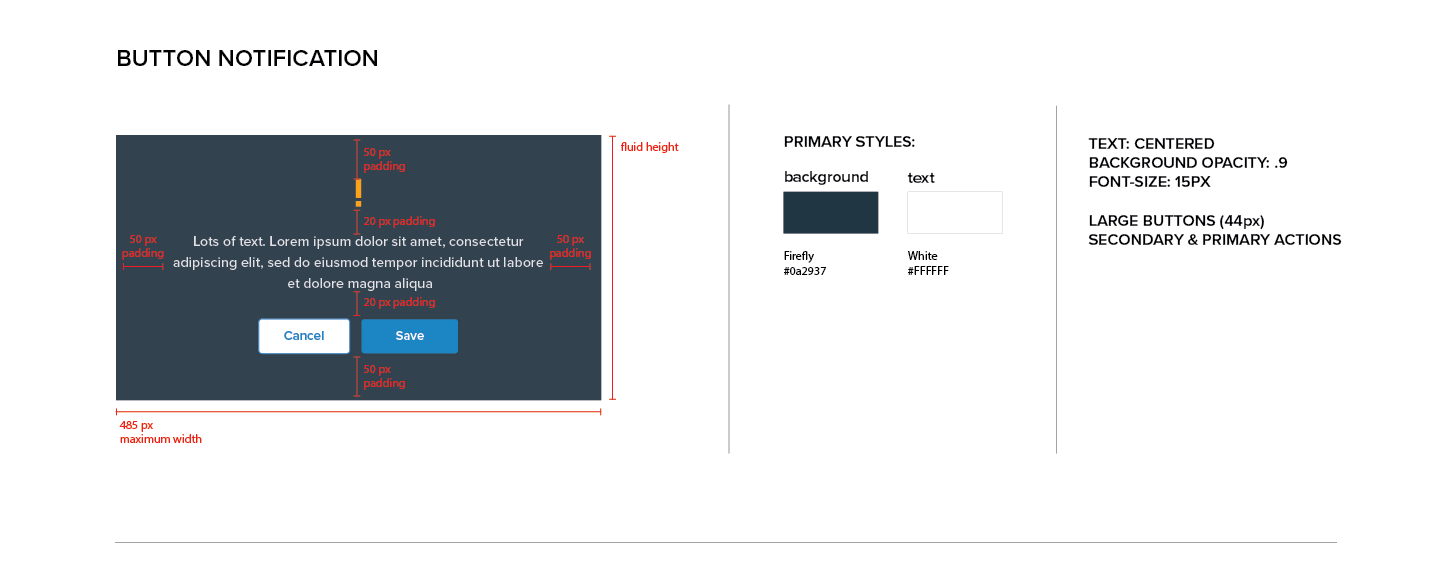 BUTTON NOTIFICATION
50 px
padding
20 px padding
50 px
padding
Lots of text. Lorem ipsum dolor sit amet, consectetur
adipiscing elit, sed do eiusmod tempor incididunt ut labore
et dolore magna aliqua
50 px
padding
20 px padding
Cancel
Save
50 px
padding
fluid height
485 px
maximum width
PRIMARY STYLES:
background
text
Firefly
#0a2937
White
#FFFFFF
TEXT: CENTERED
BACKGROUND OPACITY: .9
FONT-SIZE: 15PX
LARGE BUTTONS (44px)
SECONDARY & PRIMARY ACTIONS